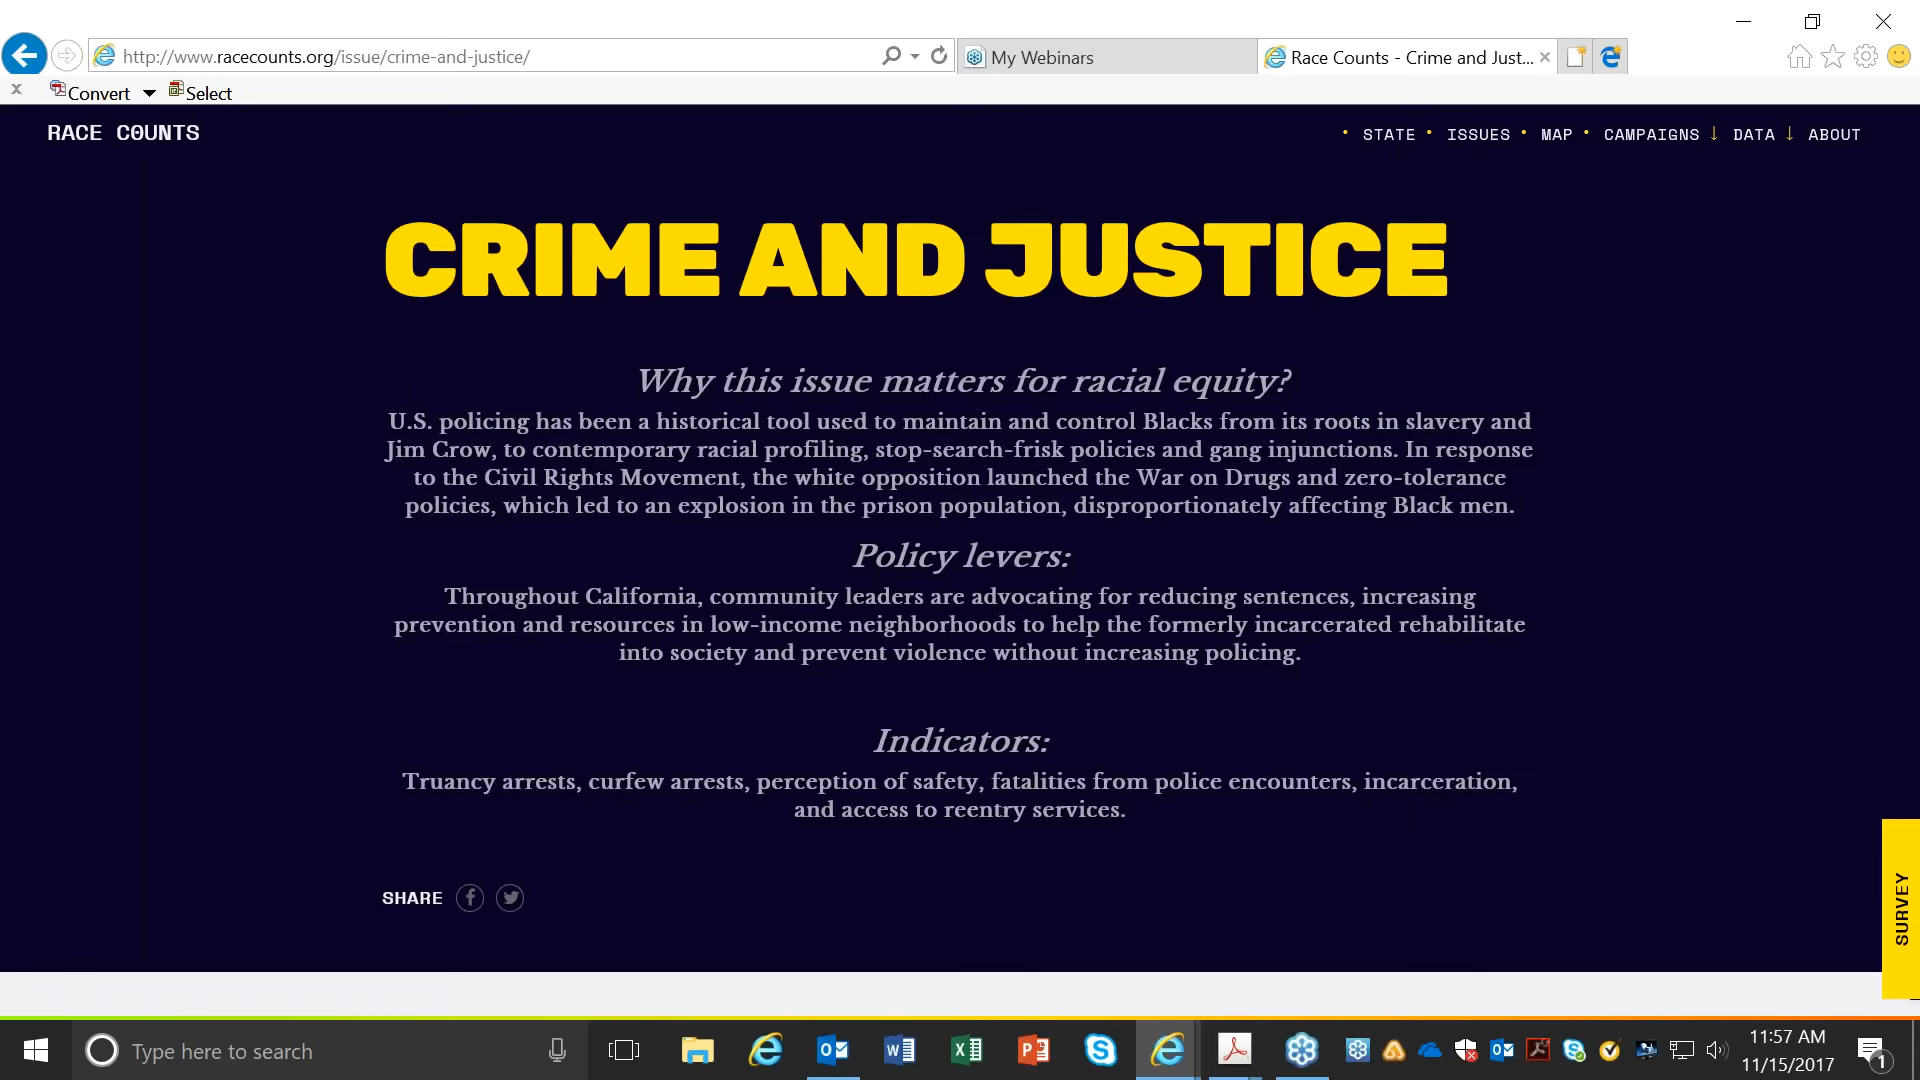 http://www.racecounts.org/issue/crime-and-justice/
My Webinars
Race Counts - Crime and Just...
Convert
Select
RACE COUNTS
STATE
ISSUES
MAP
CAMPAIGNS
DATA
ABOUT
CRIME AND JUSTICE
Why this issue matters for racial equity?
U.S. policing has been a historical tool used to maintain and control Blacks from its roots in slavery and
Jim Crow, to contemporary racial profiling, stop-search-frisk policies and gang injunctions. In response
to the Civil Rights Movement, the white opposition launched the War on Drugs and zero-tolerance
policies, which led to an explosion in the prison population, disproportionately affecting Black men.
Policy levers:
Throughout California, community leaders are advocating for reducing sentences, increasing
prevention and resources in low-income neighborhoods to help the formerly incarcerated rehabilitate
into society and prevent violence without increasing policing.
Indicators:
Truancy arrests, curfew arrests, perception of safety, fatalities from police encounters, incarceration,
and access to reentry services.
SHARE
SURVEY
Type here to search
11:57 AM
11/15/2017
1